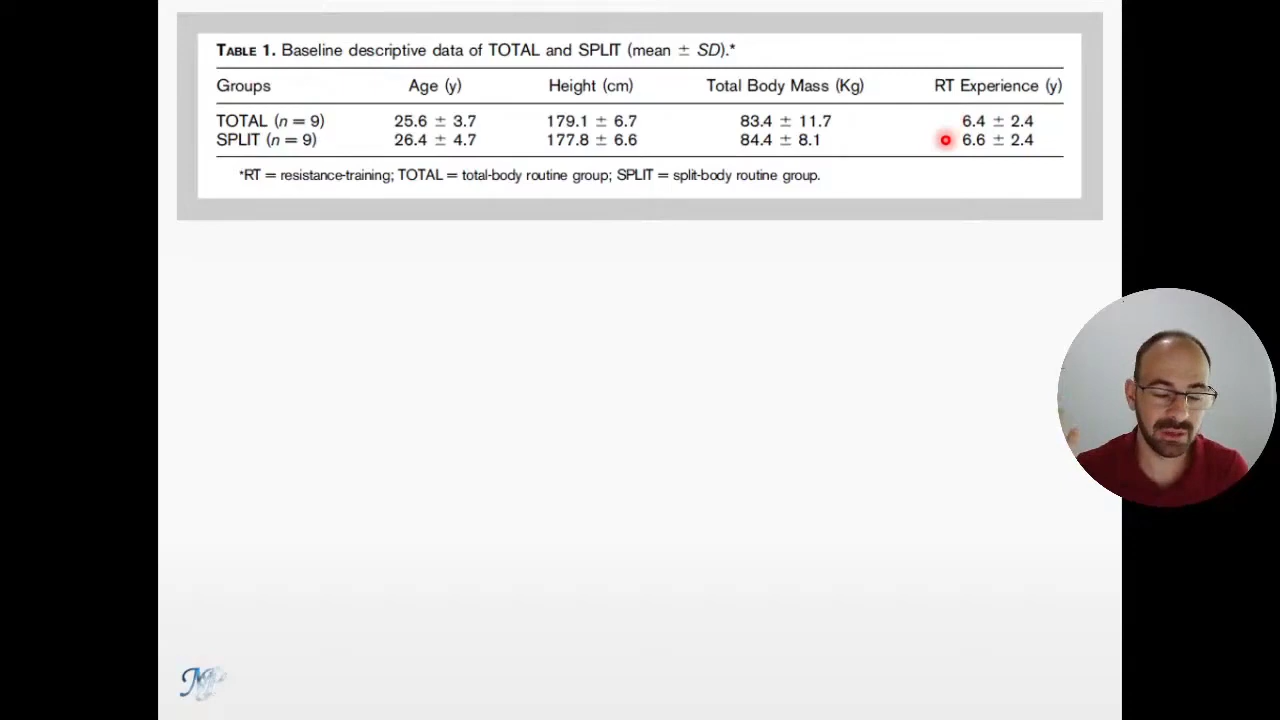 TABLE 1. Baseline descriptive data of TOTAL and SPLIT (mean ± SD).*
Groups Age (y) Height (cm) Total Body Mass (Kg) RT Experience (y)
TOTAL (n = 9) 25.6 ± 3.7 179.1 ± 6.7 83.4 ± 11.7 6.4 ± 2.4
SPLIT (n = 9) 26.4 ± 4.7 177.8 ± 6.6 84.4 ± 8.1 6.6 ± 2.4
*RT = resistance-training; TOTAL = total-body routine group; SPLIT = split-body routine group.